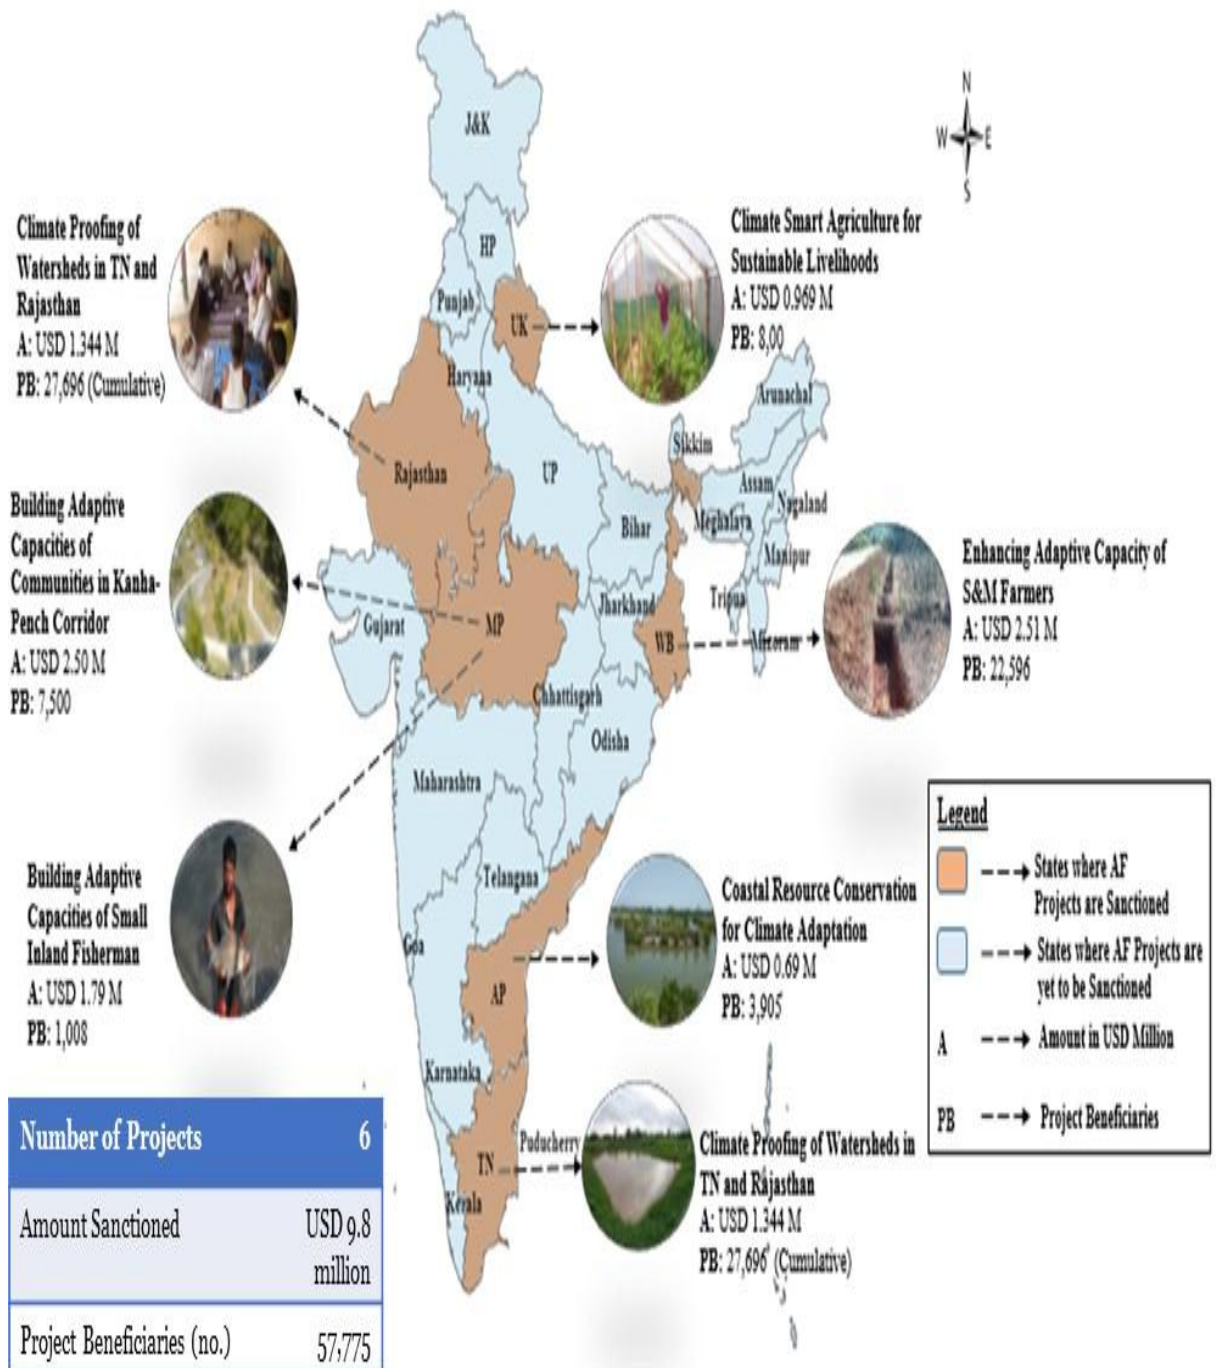 J&K
HP
Punjab
UK
Haryana
Rajasthan
UP
Sikkim
Arunachal
Assam
Nagaland
Meghalaya
Manipur
Bihar
Tripua
Mizoram
Jharkhand
WB
Gujarat
MP
Chhattisgarh
Odisha
Maharashtra
Telangana
Goa
AP
Karnataka
TN
Puducherry
Kerala
N
W E
S
Climate Proofing of
Watersheds in TN and
Rajasthan
A: USD 1.344 M
PB: 27,696 (Cumulative)
Building Adaptive
Capacities of
Communities in Kanha-
Pench Corridor
A: USD 2.50 M
PB: 7,500
Building Adaptive
Capacities of Small
Inland Fisherman
A: USD 1.79 M
PB: 1,008
Climate Smart Agriculture for
Sustainable Livelihoods
A: USD 0.969 M
PB: 8,00
Enhancing Adaptive Capacity of
S&M Farmers
A: USD 2.51 M
PB: 22,596
Coastal Resource Conservation
for Climate Adaptation
A: USD 0.69 M
PB: 3,905
Climate Proofing of Watersheds in
TN and Rajasthan
A: USD 1.344 M
PB: 27,696 (Cumulative)
Legend
States where AF
Projects are Sanctioned
States where AF Projects are
yet to be Sanctioned
A Amount in USD Million
PB Project Beneficiaries
Number of Projects 6
Amount Sanctioned USD 9.8
million
Project Beneficiaries (no.) 57,775